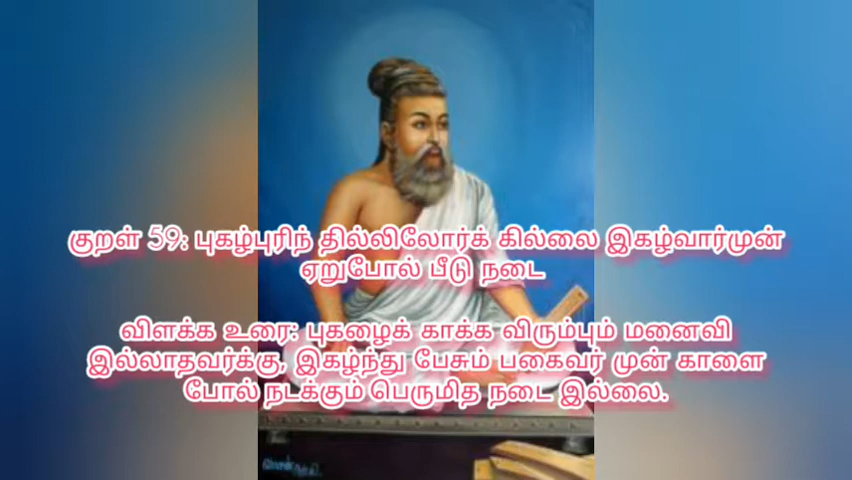 குறள் 59: புகழ்புரிந் தில்லிலோர்க் கில்லை இகழ்வார்முன்
ஏறுபோல் பீடு நடை
விளக்க உரை: புகழைக் காக்க விரும்பும் மனைவி
இல்லாதவர்க்கு, இகழ்ந்து பேசும் பகைவர் முன் காளை
போல் நடக்கும் பெருமித நடை இல்லை.